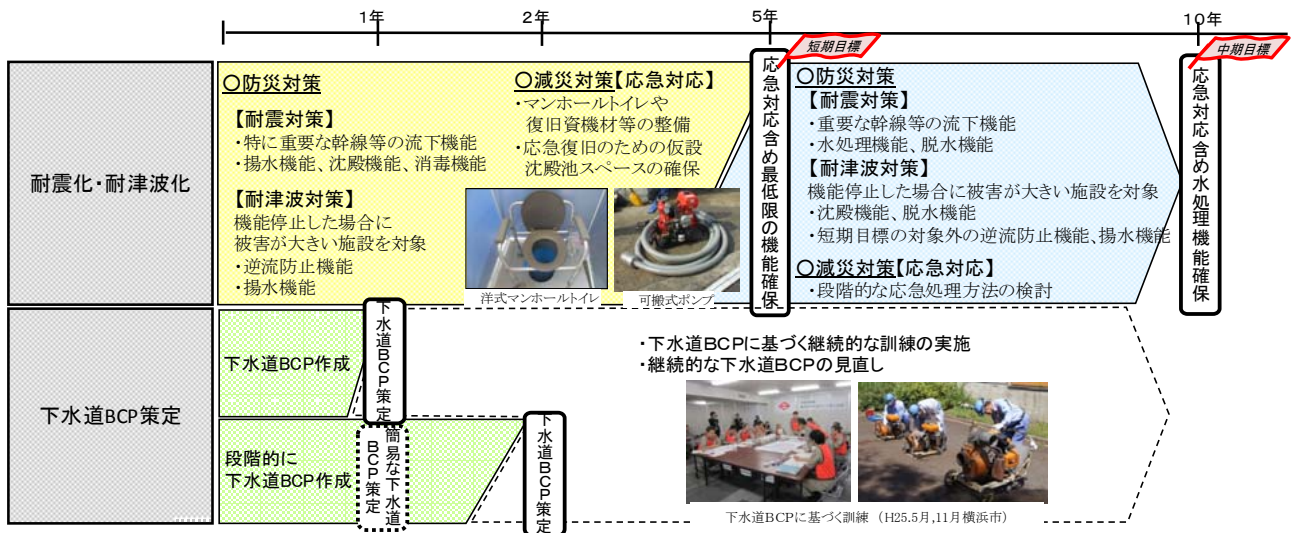 1年
2年
5年
10年
短期目標
中期目標
耐震化・耐津波化
〇防災対策
【耐震対策】
・特に重要な幹線等の流下機能
・揚水機能、沈殿機能、消毒機能
【耐津波対策】
機能停止した場合に
被害が大きい施設を対象
・逆流防止機能
・揚水機能
〇減災対策【応急対応】
・マンホールトイレや
復旧資機材等の整備
・応急復旧のための仮設
沈殿池スペースの確保
洋式マンホールトイレ
可搬式ポンプ
応急対応含め最低限の機能確保
〇防災対策
【耐震対策】
・重要な幹線等の流下機能
・水処理機能、脱水機能
【耐津波対策】
機能停止した場合に被害が大きい施設を対象
・沈殿機能、脱水機能
・短期目標の対象外の逆流防止機能、揚水機能
〇減災対策【応急対応】
・段階的な応急処理方法の検討
応急対応含め水処理機能確保
下水道BCP策定
下水道BCP作成
下水道BCP策定
段階的に
下水道BCP作成
簡易な下水道
BCP策定
下水道BCP策定
・下水道BCPに基づく継続的な訓練の実施
・継続的な下水道BCPの見直し
下水道BCPに基づく訓練 (H25.5月,11月横浜市)